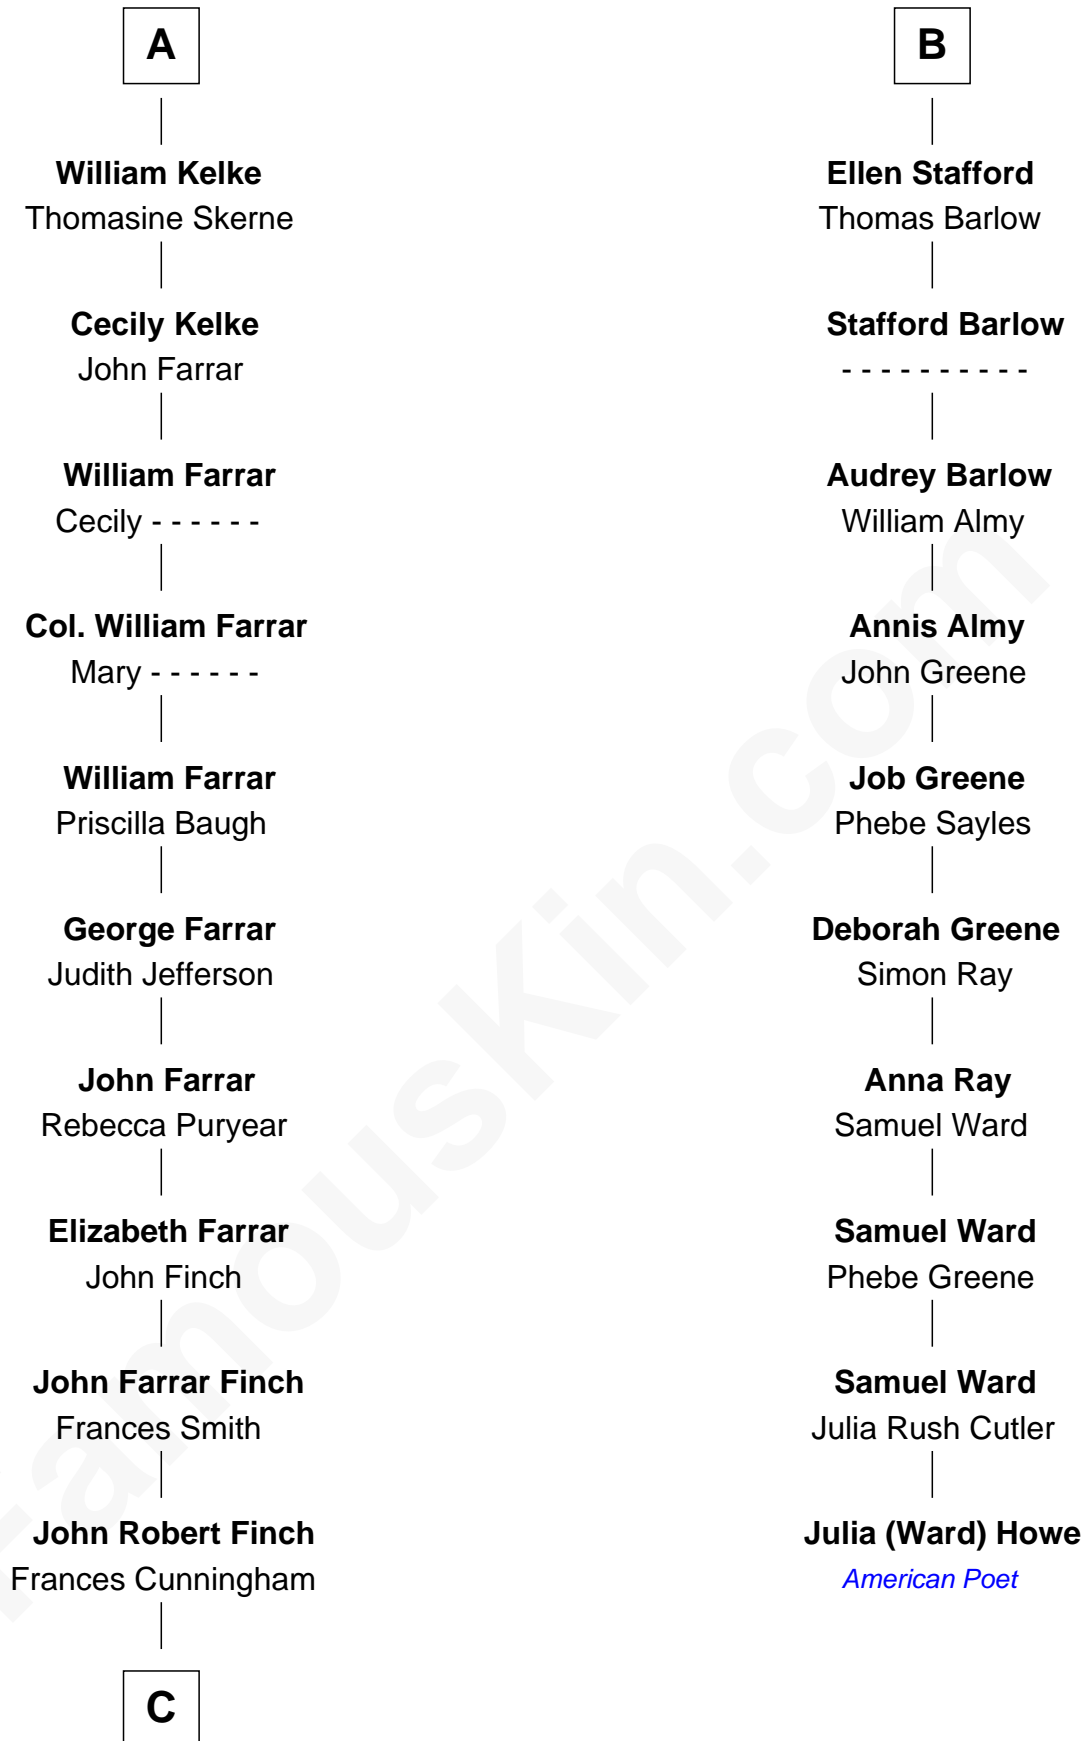 A
William Kelke
Thomasine Skerne
Cecily Kelke
John Farrar
William Farrar
Cecily - - - - - -
Col. William Farrar
Mary - - - - - -
William Farrar
Priscilla Baugh
George Farrar
Judith Jefferson
John Farrar
Rebecca Puryear
Elizabeth Farrar
John Finch
John Farrar Finch
Frances Smith
John Robert Finch
Frances Cunningham
C
B
Ellen Stafford
Thomas Barlow
Stafford Barlow
- - - - - - - - - -
Audrey Barlow
William Almy
Annis Almy
John Greene
Job Greene
Phebe Sayles
Deborah Greene
Simon Ray
Anna Ray
Samuel Ward
Samuel Ward
Phebe Greene
Samuel Ward
Julia Rush Cutler
Julia (Ward) Howe
American Poet
FamousKin.com